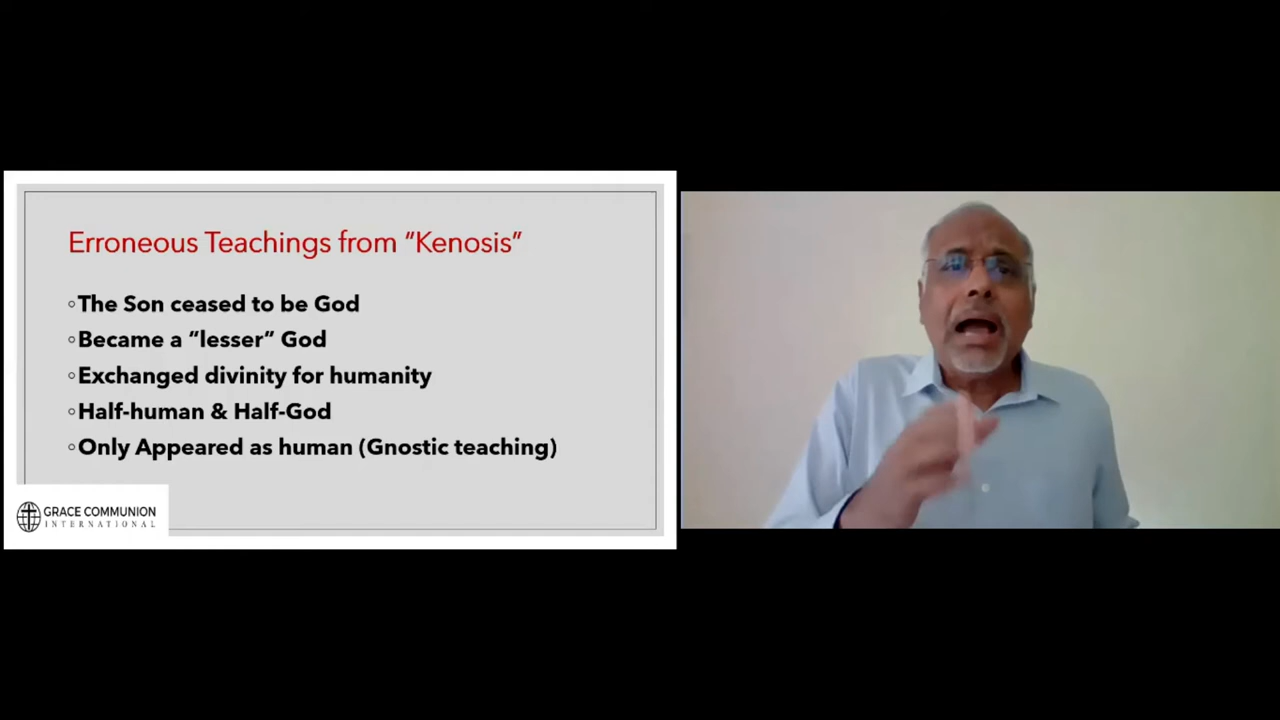 Erroneous Teachings from "Kenosis"
◦The Son ceased to be God
◦Became a "lesser" God
◦Exchanged divinity for humanity
◦Half-human & Half-God
◦Only Appeared as human (Gnostic teaching)
GRACE COMMUNION
INTERNATIONAL